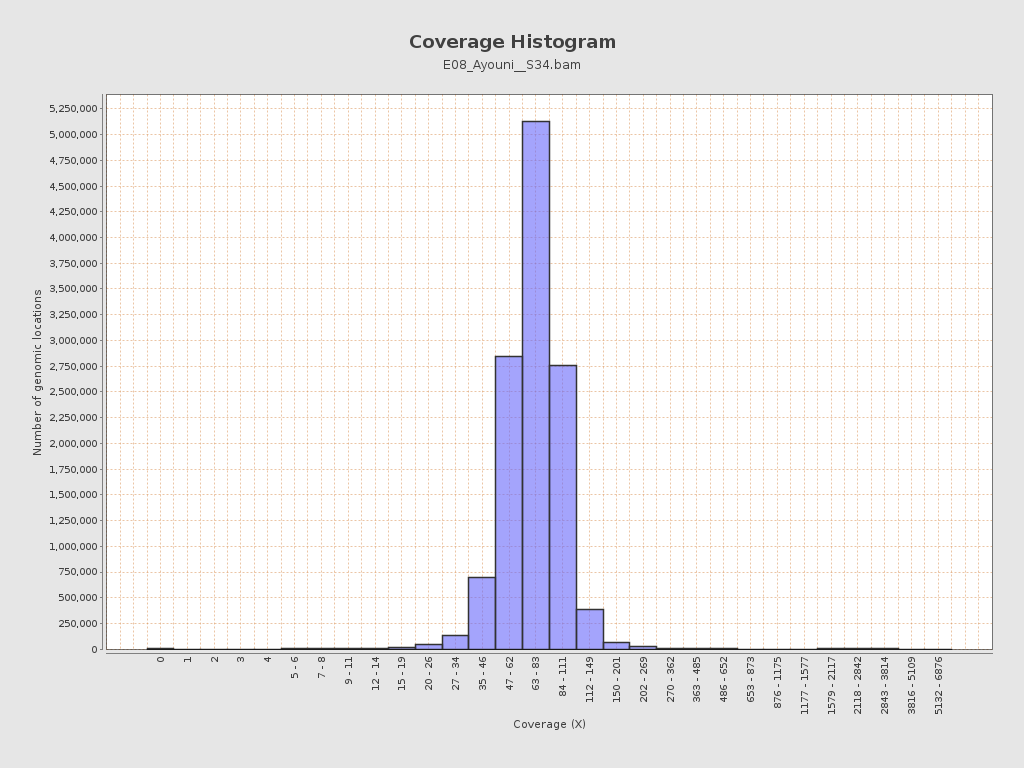 Coverage Histogram
E08_Ayouni__S34.bam
5,250,000
5,000,000
4,750,000
4,500,000
4,250,000
4,000,000
3,750,000
3,500,000
3,250,000
3,000,000
2,750,000
2,500,000
2,250,000
2,000,000
1,750,000
1,500,000
1,250,000
1,000,000
750,000
500,000
250,000
0
Number of genomic locations
0
1
2
3
4
5 - 6
7 - 8
9 - 11
12 - 14
15 - 19
20 - 26
27 - 34
35 - 46
47 - 62
63 - 83
84 - 111
112 - 149
150 - 201
202 - 269
270 - 362
363 - 485
486 - 652
653 - 873
876 - 1175
1177 - 1577
1579 - 2117
2118 - 2842
2843 - 3814
3816 - 5109
5132 - 6876
Coverage (X)